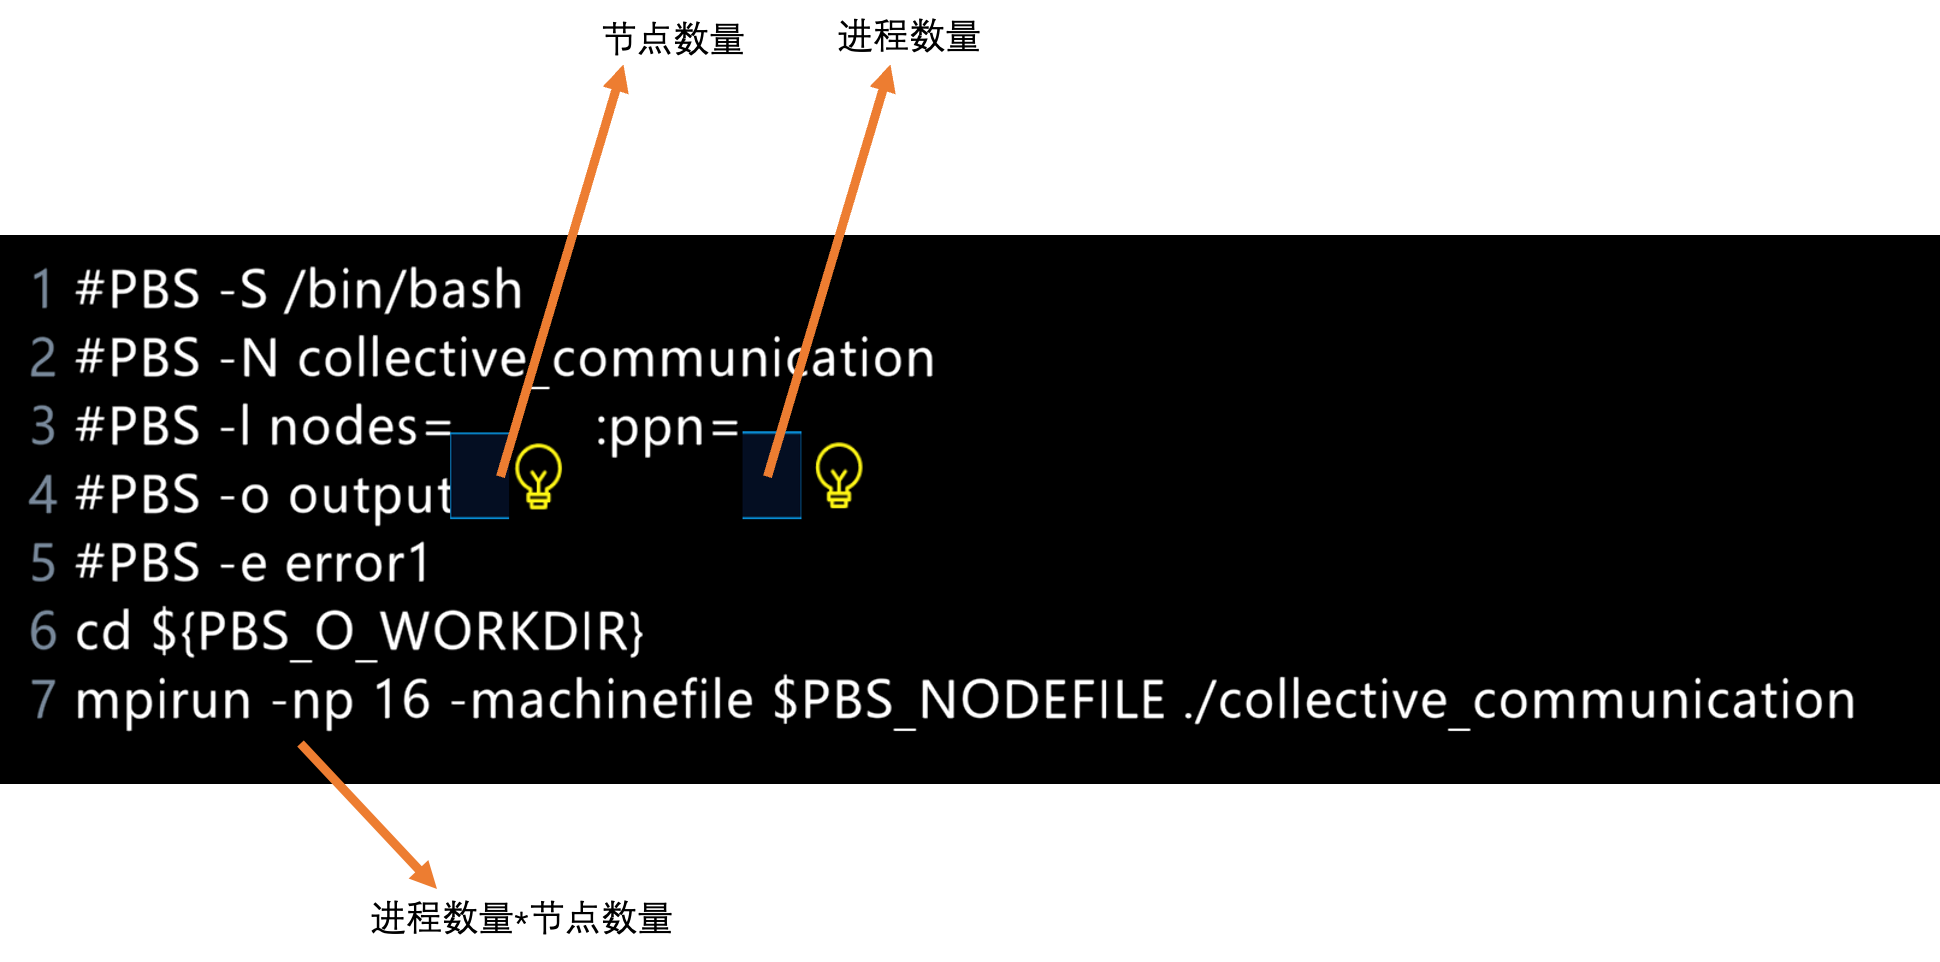 节点数量 进程数量
1 #PBS -S /bin/bash
2 #PBS -N collective_communication
3 #PBS -l nodes= :ppn=
4 #PBS -o output
5 #PBS -e error1
6 cd ${PBS_O_WORKDIR}
7 mpirun -np 16 -machinefile $PBS_NODEFILE ./collective_communication
进程数量*节点数量